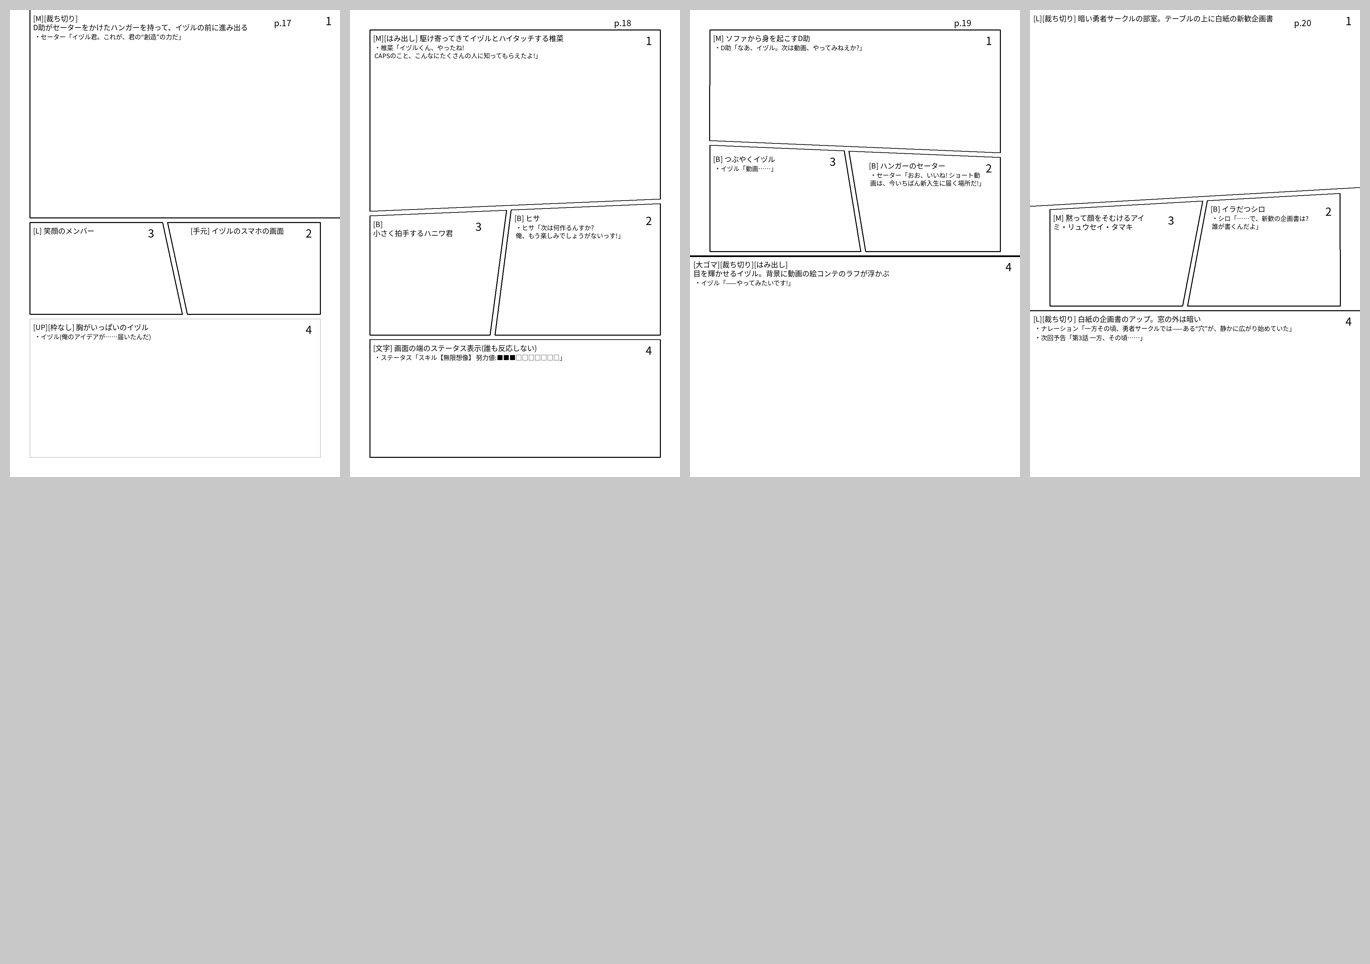 p.17
1
[M][裁ち切り]
D助がセーターをかけたハンガーを持って、イヅルの前に進み出る
・セーター「イヅル君。これが、君の“創造”の力だ」
2
[手元] イヅルのスマホの画面
3
[L] 笑顔のメンバー
4
[UP][枠なし] 胸がいっぱいのイヅル
・イヅル(俺のアイデアが……届いたんだ)
p.18
1
[M][はみ出し] 駆け寄ってきてイヅルとハイタッチする椎菜
・椎菜「イヅルくん、やったね!
CAPSのこと、こんなにたくさんの人に知ってもらえたよ!」
2
[B] ヒサ
・ヒサ「次は何作るんすか?
俺、もう楽しみでしょうがないっす!」
3
[B]
小さく拍手するハニワ君
4
[文字] 画面の端のステータス表示(誰も反応しない)
・ステータス「スキル【無限想像】 努力値:■■■□□□□□□□」
p.19
1
[M] ソファから身を起こすD助
・D助「なあ、イヅル。次は動画、やってみねえか?」
2
[B] ハンガーのセーター
・セーター「おお、いいね! ショート動
画は、今いちばん新入生に届く場所だ!」
3
[B] つぶやくイヅル
・イヅル「動画……」
4
[大ゴマ][裁ち切り][はみ出し]
目を輝かせるイヅル。背景に動画の絵コンテのラフが浮かぶ
・イヅル「——やってみたいです!」
p.20
1
[L][裁ち切り] 暗い勇者サークルの部室。テーブルの上に白紙の新歓企画書
2
[B] イラだつシロ
・シロ「……で、新歓の企画書は?
誰が書くんだよ」
3
[M] 黙って顔をそむけるアイ
ミ・リュウセイ・タマキ
4
[L][裁ち切り] 白紙の企画書のアップ。窓の外は暗い
・ナレーション「一方その頃、勇者サークルでは——ある“穴”が、静かに広がり始めていた」
・次回予告「第3話 一方、その頃……」